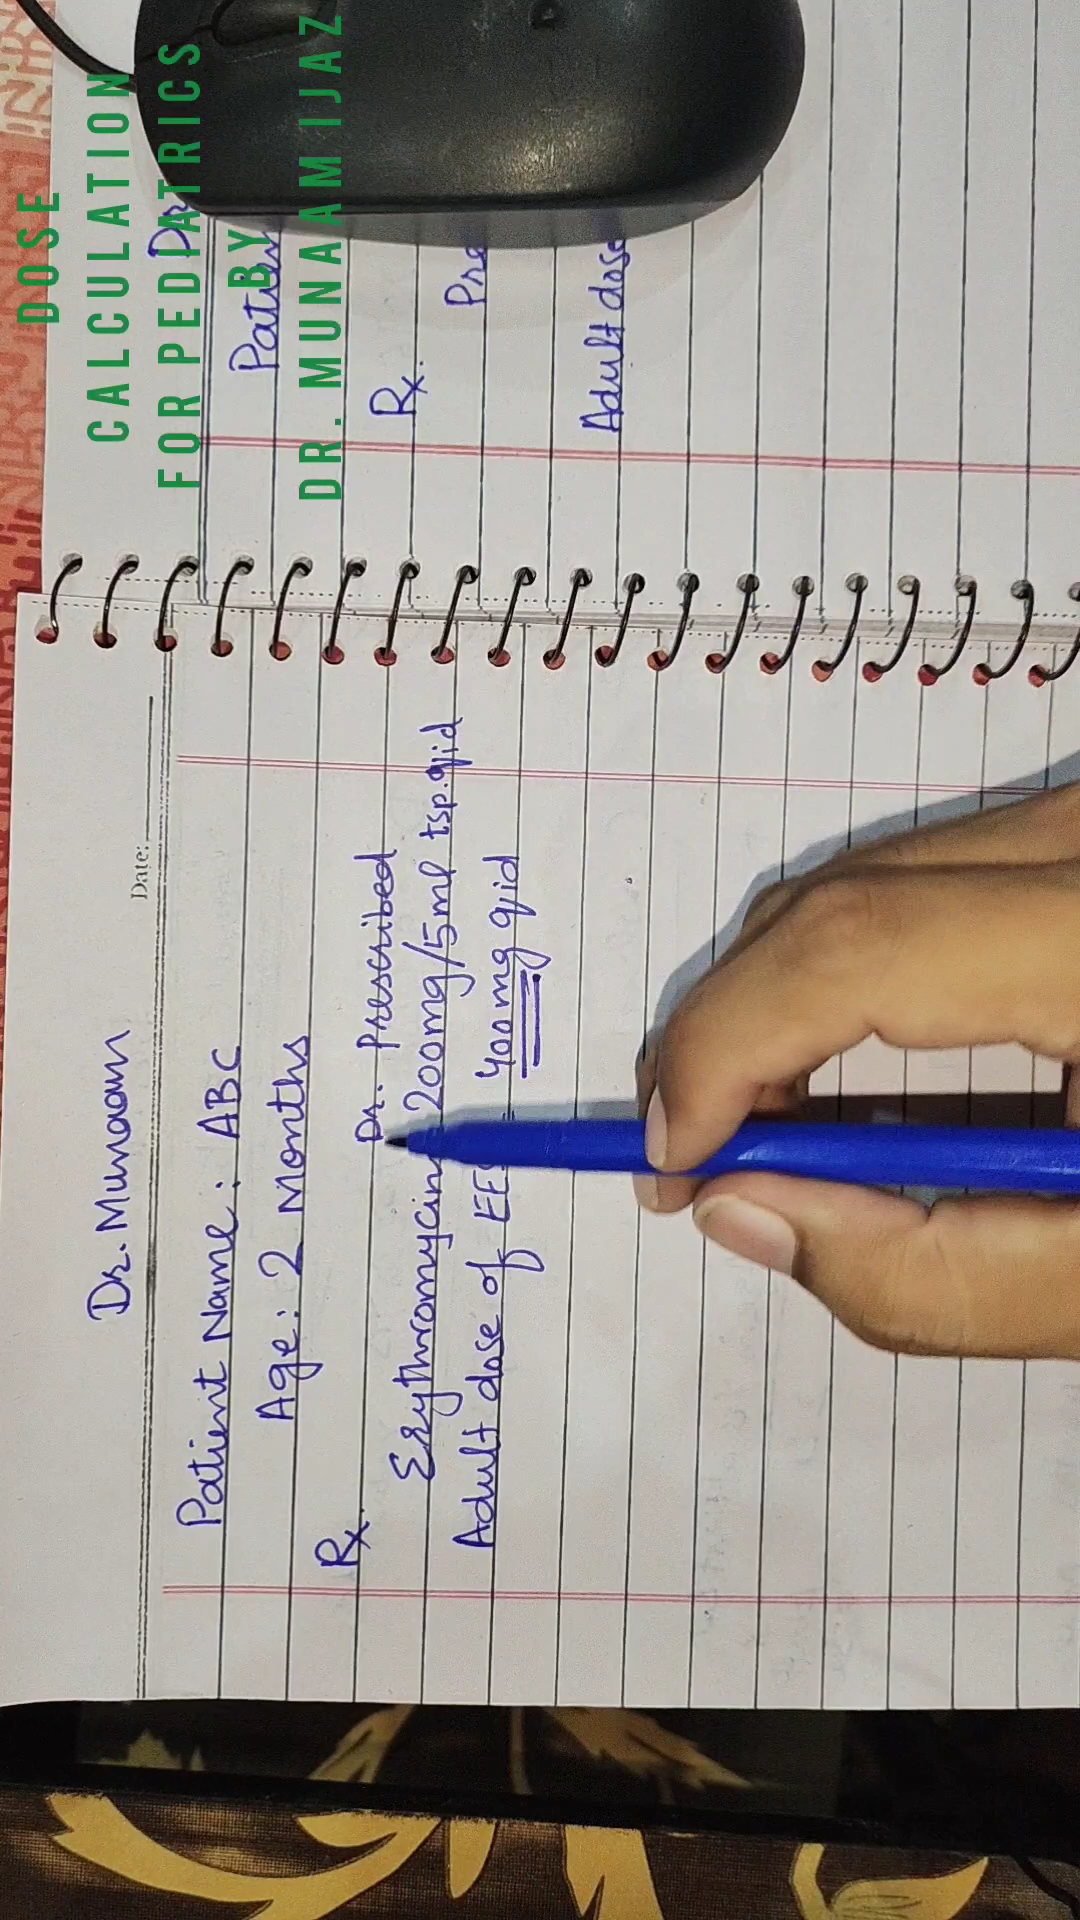 DOSE
CALCULATION
FOR PEDIATRICS
BY
DR. MUNAAM IJAZ
Rx.
Adult dose
Date:
Dr. Munaam
Patient Name: ABC
Age: 2 Months
Rx.
Dr. Prescribed
Erythromycin 200mg/5ml tsp. qid
Adult dose of EES 400mg qid